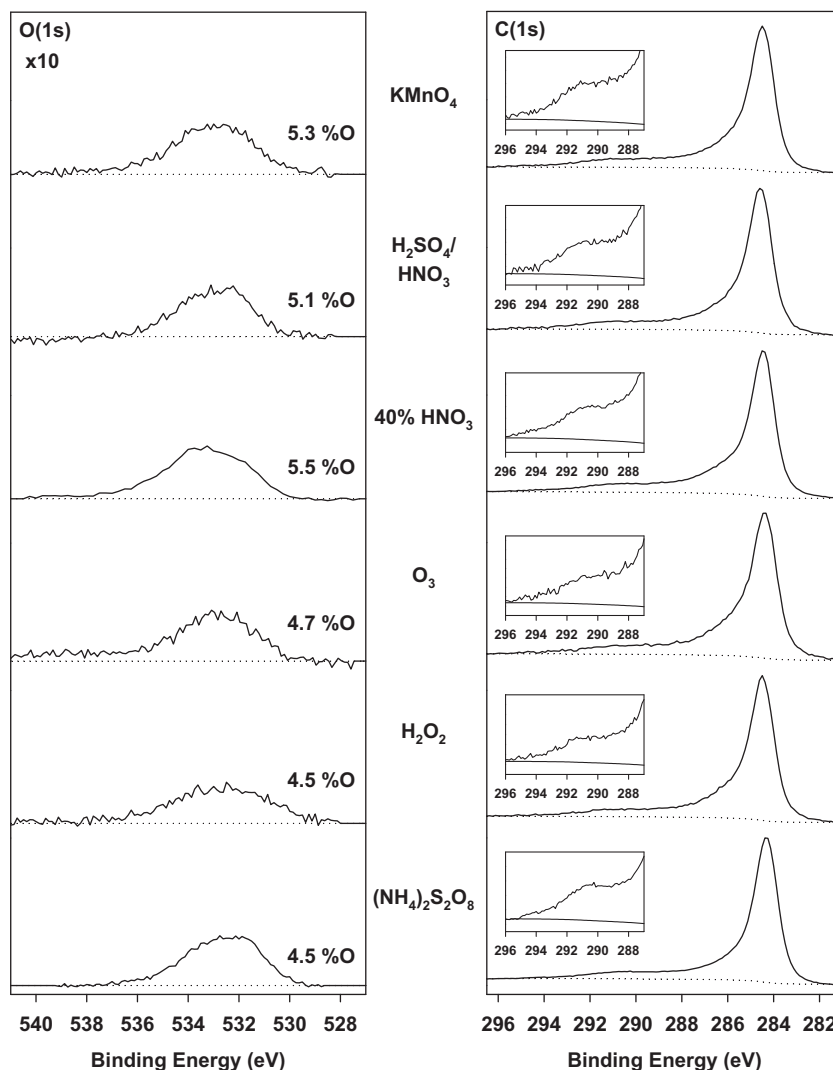 O(1s)
x10
5.3 %O
5.1 %O
5.5 %O
4.7 %O
4.5 %O
4.5 %O
540 538 536 534 532 530 528
Binding Energy (eV)
KMnO₄
H₂SO₄/
HNO₃
40% HNO₃
O₃
H₂O₂
(NH₄)₂S₂O₈
C(1s)
296 294 292 290 288
296 294 292 290 288
296 294 292 290 288
296 294 292 290 288
296 294 292 290 288
296 294 292 290 288
296 294 292 290 288 286 284 282
Binding Energy (eV)